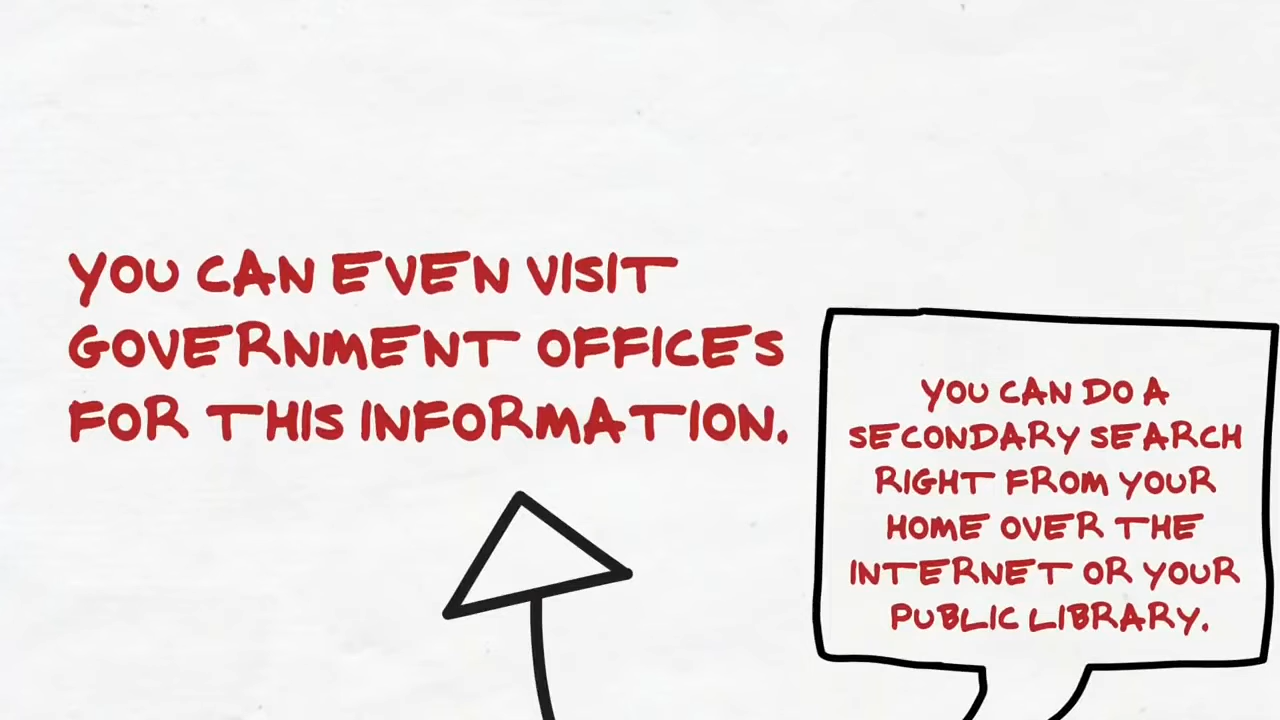 YOU CAN EVEN VISIT
GOVERNMENT OFFICES
FOR THIS INFORMATION.
YOU CAN DO A
SECONDARY SEARCH
RIGHT FROM YOUR
HOME OVER THE
INTERNET OR YOUR
PUBLIC LIBRARY.